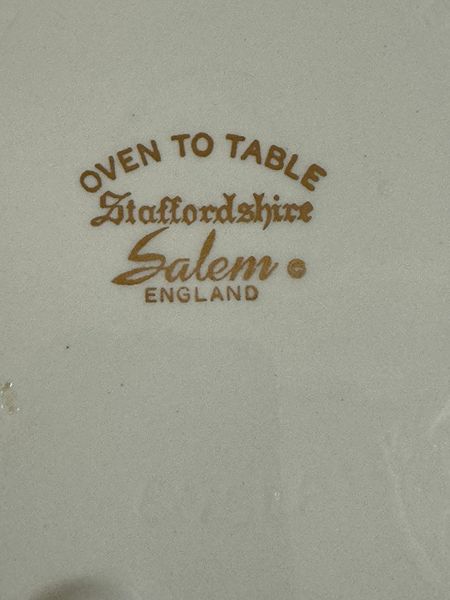 OVEN TO TABLE
Staffordshire
Salem ©
ENGLAND